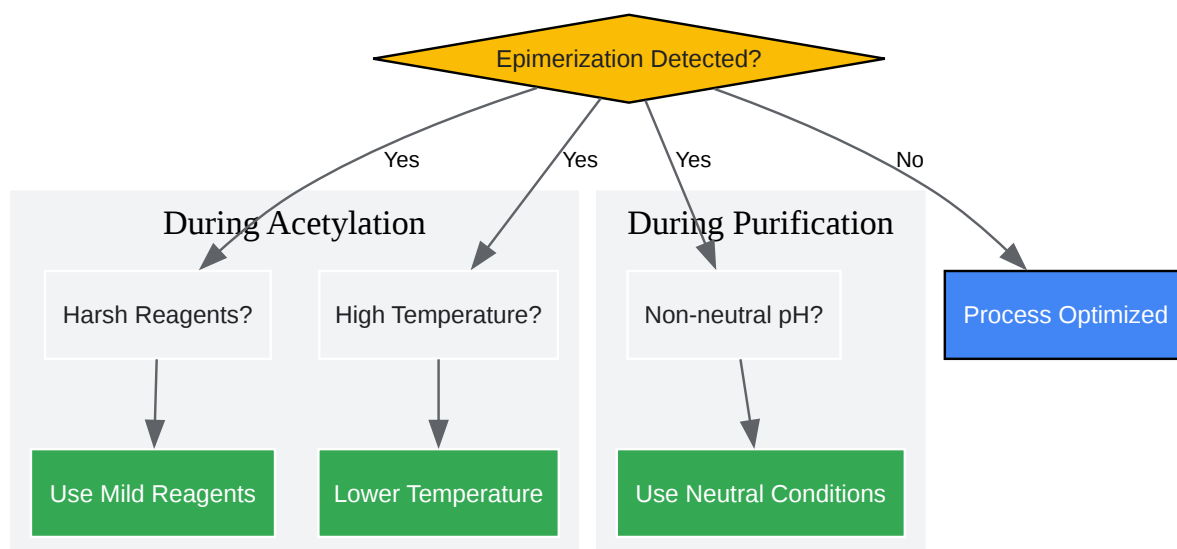 Epimerization Detected?
Yes
Yes
Yes
No
During Acetylation
During Purification
Harsh Reagents?
High Temperature?
Non-neutral pH?
Process Optimized
Use Mild Reagents
Lower Temperature
Use Neutral Conditions